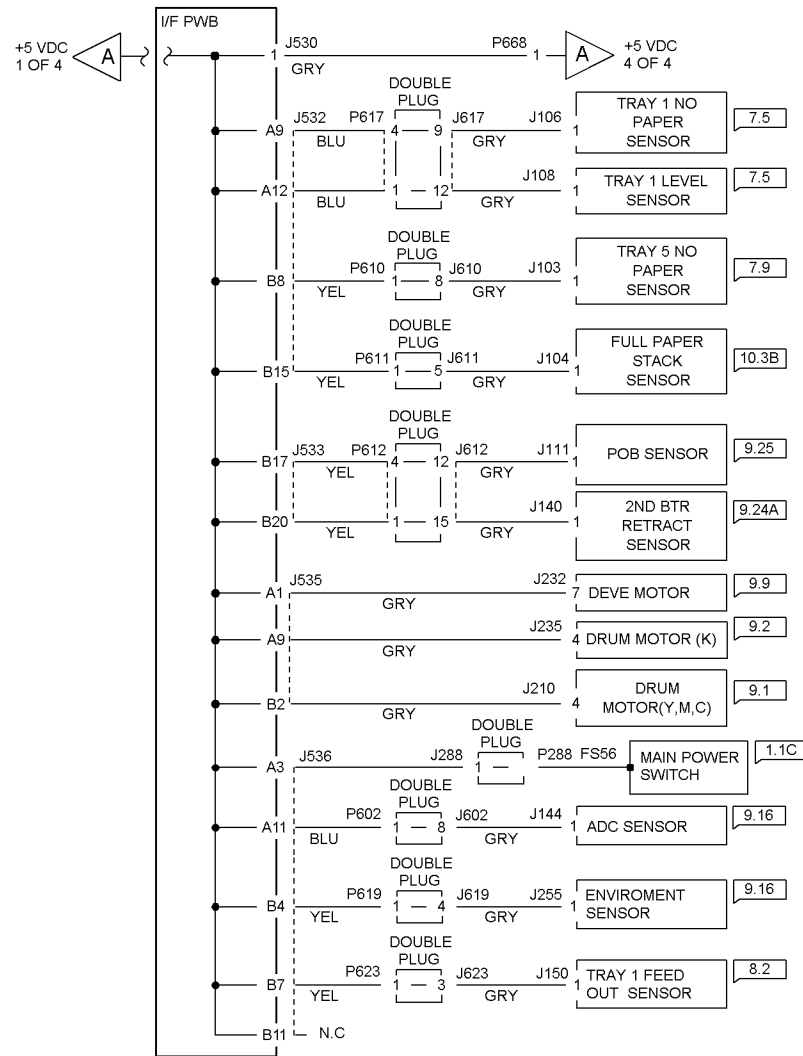 I/F PWB
+5 VDC
1 OF 4
A
1 J530 GRY P668 1
A
+5 VDC
4 OF 4
DOUBLE
PLUG
A9 J532 BLU P617 4 9 J617 GRY J106 1
TRAY 1 NO
PAPER
SENSOR
7.5
A12 BLU 1 12 GRY J108 1
TRAY 1 LEVEL
SENSOR
7.5
DOUBLE
PLUG
B8 YEL P610 1 8 J610 GRY J103 1
TRAY 5 NO
PAPER
SENSOR
7.9
DOUBLE
PLUG
B15 YEL P611 1 5 J611 GRY J104 1
FULL PAPER
STACK
SENSOR
10.3B
DOUBLE
PLUG
B17 J533 YEL P612 4 12 J612 GRY J111 1
POB SENSOR
9.25
B20 YEL 1 15 GRY J140 1
2ND BTR
RETRACT
SENSOR
9.24A
A1 J535 GRY J232 7
DEVE MOTOR
9.9
A9 GRY J235 4
DRUM MOTOR (K)
9.2
B2 GRY J210 4
DRUM
MOTOR(Y,M,C)
9.1
DOUBLE
PLUG
A3 J536 J288 1 P288 FS56
MAIN POWER
SWITCH
1.1C
DOUBLE
PLUG
A11 BLU P602 1 8 J602 GRY J144 1
ADC SENSOR
9.16
DOUBLE
PLUG
B4 YEL P619 1 4 J619 GRY J255 1
ENVIROMENT
SENSOR
9.16
DOUBLE
PLUG
B7 YEL P623 1 3 J623 GRY J150 1
TRAY 1 FEED
OUT SENSOR
8.2
B11 N.C